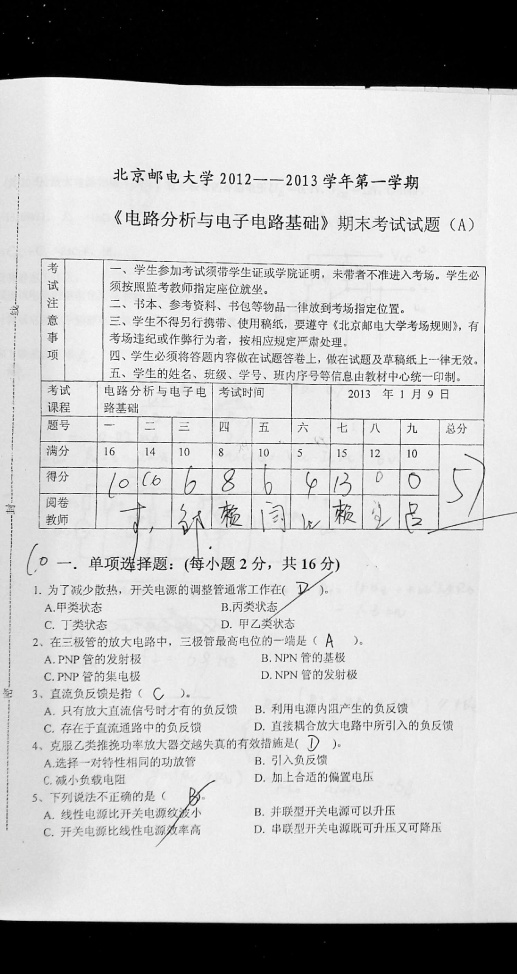 北京邮电大学 2012——2013 学年第一学期
《电路分析与电子电路基础》期末考试试题（A）
考试注意事项
一、学生参加考试须带学生证或学院证明，未带者不准进入考场。学生必
须按照监考教师指定座位就坐。
二、书本、参考资料、书包等物品一律放到考场指定位置。
三、学生不得另行携带、使用稿纸，要遵守《北京邮电大学考场规则》，有
考场违纪或作弊行为者，按相应规定严肃处理。
四、学生必须将答题内容做在试题答卷上，做在试题及草稿纸上一律无效。
五、学生的姓名、班级、学号、班内序号等信息由教材中心统一印制。
考试课程 电路分析与电子电路基础 考试时间 2013 年 1 月 9 日
题号 一 二 三 四 五 六 七 八 九 总分
满分 16 14 10 8 10 5 15 12 10
得分 10 10 6 8 6 4 13 0 0 57
阅卷教师 赖 闫 赖 吕
10 一．单项选择题：(每小题 2 分，共 16 分)
1. 为了减少散热，开关电源的调整管通常工作在( D )。
A.甲类状态 B.丙类状态
C. 丁类状态 D. 甲乙类状态
2、在三极管的放大电路中，三极管最高电位的一端是（ A ）。
A. PNP 管的发射极 B. NPN 管的基极
C. PNP 管的集电极 D. NPN 管的发射极
3、直流负反馈是指（ C ）。
A. 只有放大直流信号时才有的负反馈 B. 利用电源内阻产生的负反馈
C. 存在于直流通路中的负反馈 D. 直接耦合放大电路中所引入的负反馈
4、克服乙类推挽功率放大器交越失真的有效措施是( D )。
A.选择一对特性相同的功放管 B. 引入负反馈
C. 减小负载电阻 D. 加上合适的偏置电压
5、下列说法不正确的是（ B ）。
A. 线性电源比开关电源纹波小 B. 并联型开关电源可以升压
C. 开关电源比线性电源效率高 D. 串联型开关电源既可升压又可降压